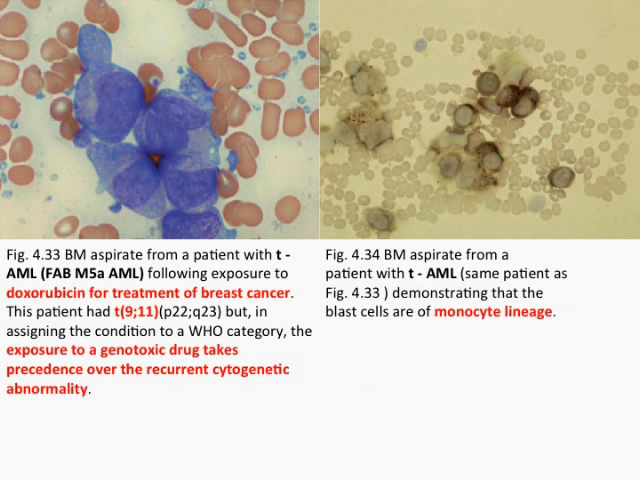 Fig. 4.33 BM aspirate from a patient with t -
AML (FAB M5a AML) following exposure to
doxorubicin for treatment of breast cancer.
This patient had t(9;11)(p22;q23) but, in
assigning the condition to a WHO category, the
exposure to a genotoxic drug takes
precedence over the recurrent cytogenetic
abnormality.
Fig. 4.34 BM aspirate from a
patient with t - AML (same patient as
Fig. 4.33 ) demonstrating that the
blast cells are of monocyte lineage.